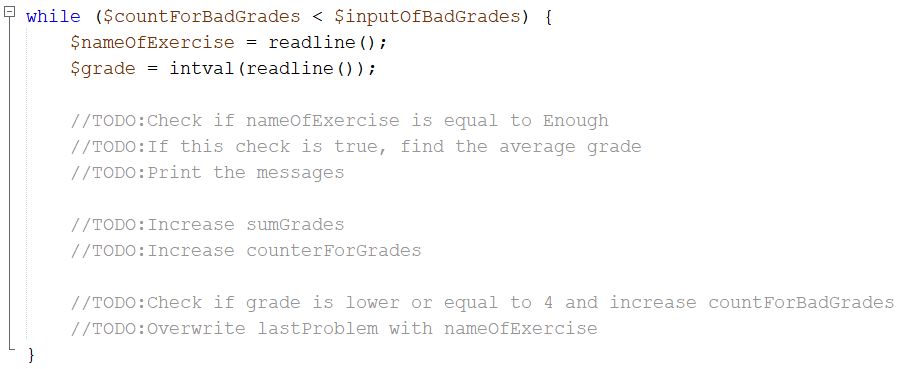 while ($countForBadGrades < $inputOfBadGrades) {
$nameOfExercise = readline();
$grade = intval(readline());
//TODO:Check if nameOfExercise is equal to Enough
//TODO:If this check is true, find the average grade
//TODO:Print the messages
//TODO:Increase sumGrades
//TODO:Increase counterForGrades
//TODO:Check if grade is lower or equal to 4 and increase countForBadGrades
//TODO:Overwrite lastProblem with nameOfExercise
}